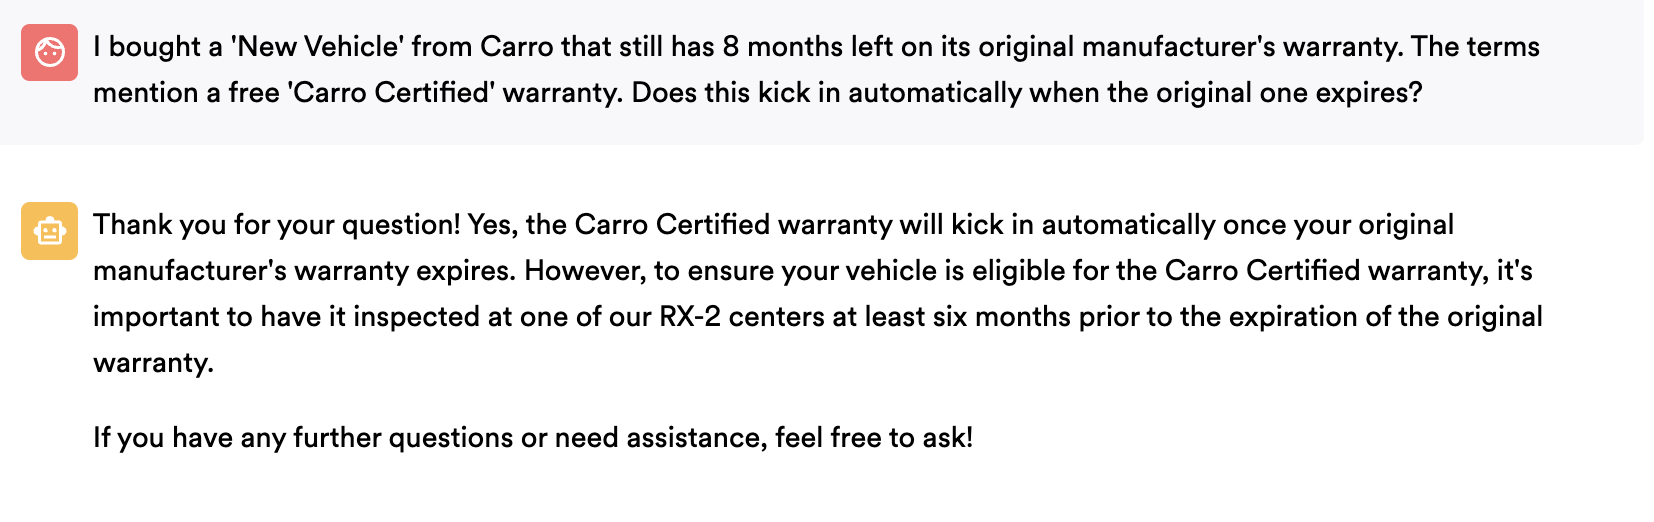 I bought a 'New Vehicle' from Carro that still has 8 months left on its original manufacturer's warranty. The terms
mention a free 'Carro Certified' warranty. Does this kick in automatically when the original one expires?
Thank you for your question! Yes, the Carro Certified warranty will kick in automatically once your original
manufacturer's warranty expires. However, to ensure your vehicle is eligible for the Carro Certified warranty, it's
important to have it inspected at one of our RX-2 centers at least six months prior to the expiration of the original
warranty.
If you have any further questions or need assistance, feel free to ask!